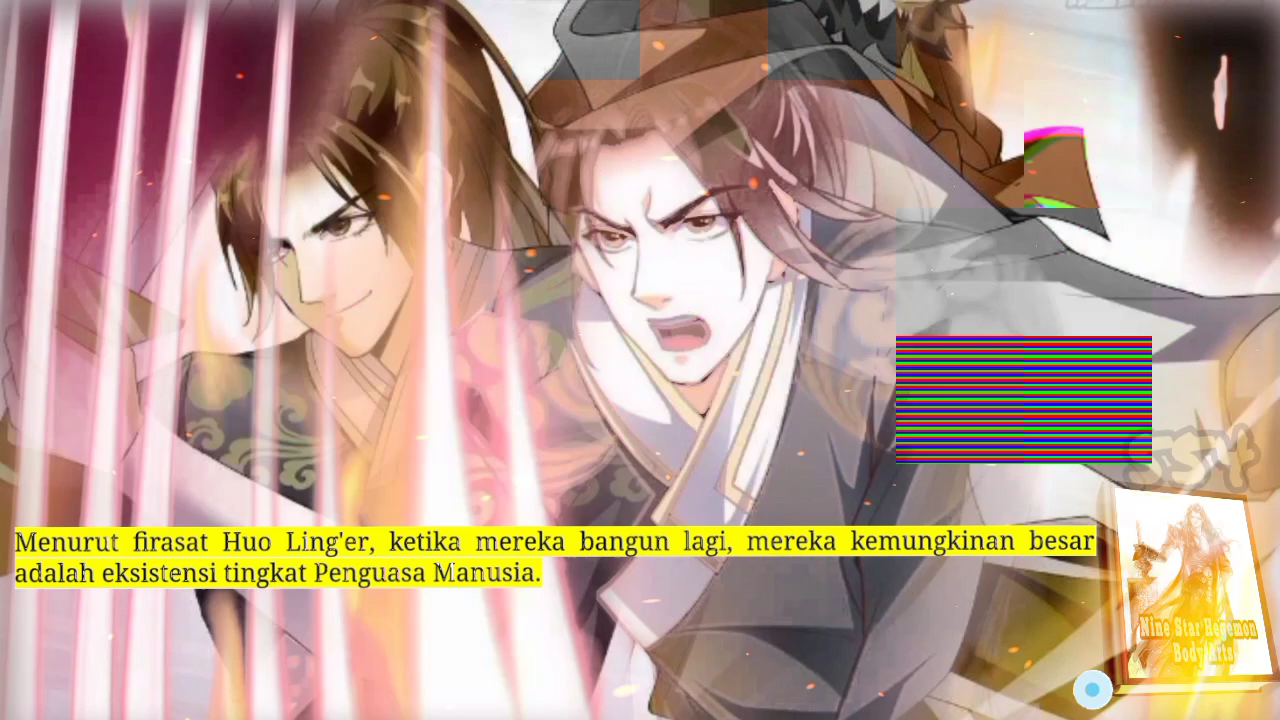 554
Menurut firasat Huo Ling'er, ketika mereka bangun lagi, mereka kemungkinan besar
adalah eksistensi tingkat Penguasa Manusia.
Nine Star Hegemon
Body Arts